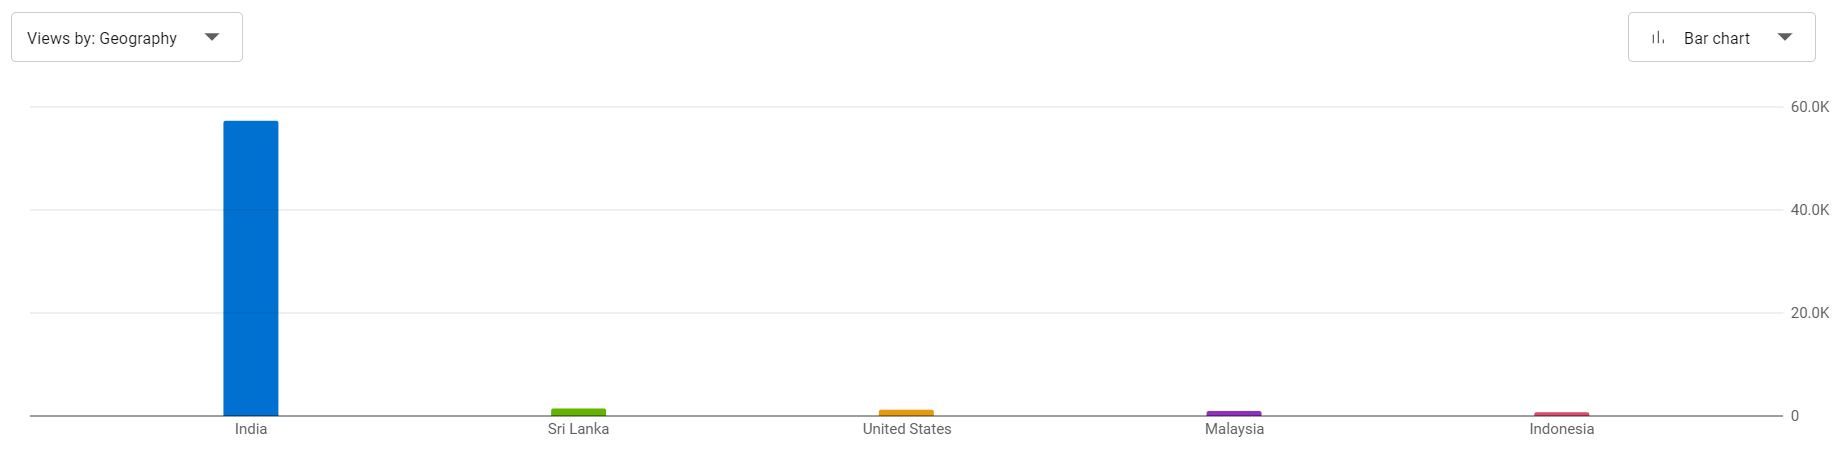 Views by: Geography
Bar chart
60.0K
40.0K
20.0K
0
India
Sri Lanka
United States
Malaysia
Indonesia